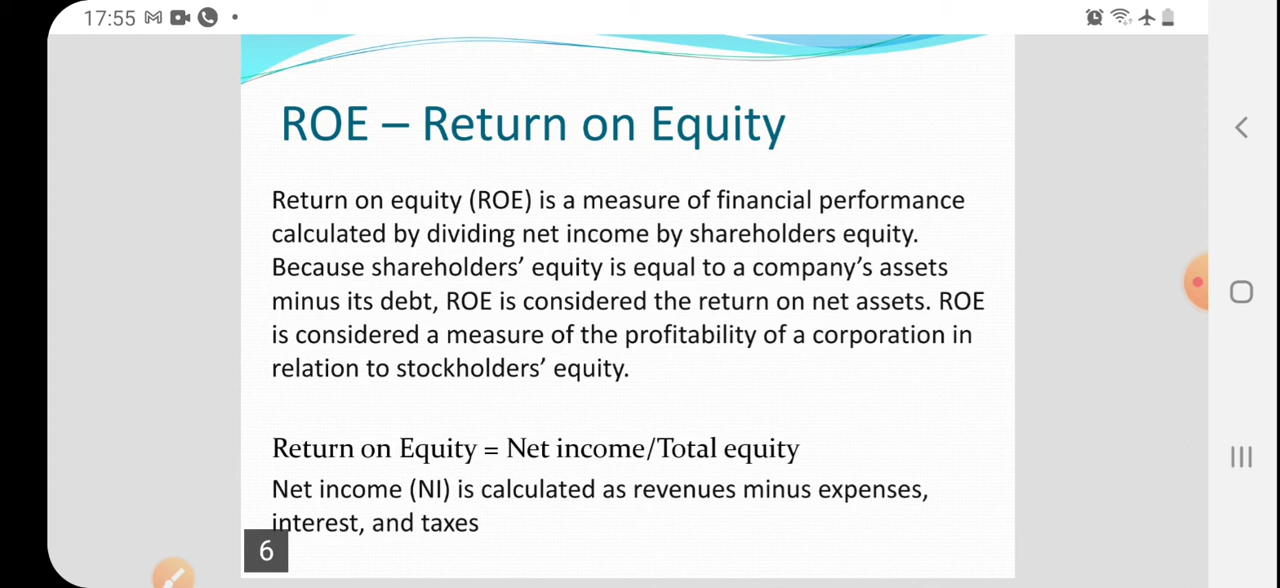 17:55
ROE – Return on Equity
Return on equity (ROE) is a measure of financial performance
calculated by dividing net income by shareholders equity.
Because shareholders’ equity is equal to a company’s assets
minus its debt, ROE is considered the return on net assets. ROE
is considered a measure of the profitability of a corporation in
relation to stockholders’ equity.
Return on Equity = Net income/Total equity
Net income (NI) is calculated as revenues minus expenses,
interest, and taxes
6